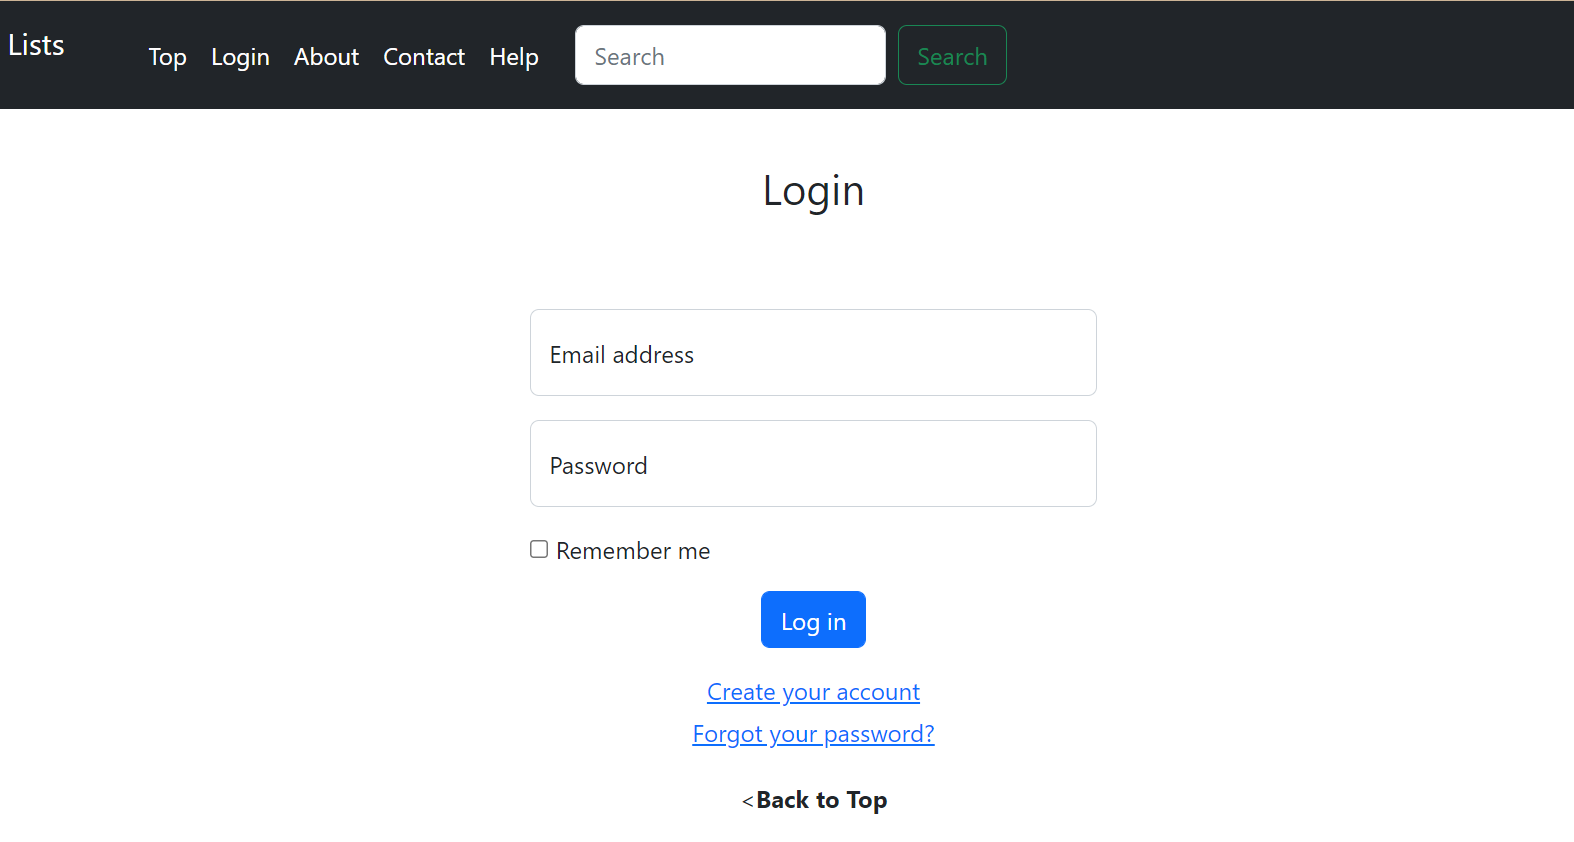 Lists Top Login About Contact Help Search Search
Login
Email address
Password
Remember me
Log in
Create your account
Forgot your password?
<Back to Top